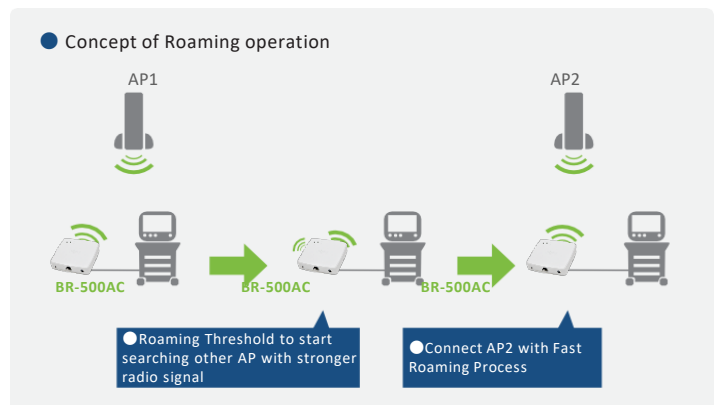 ● Concept of Roaming operation
AP1
AP2
BR-500AC
BR-500AC
BR-500AC
●Roaming Threshold to start
searching other AP with stronger
radio signal
●Connect AP2 with Fast
Roaming Process